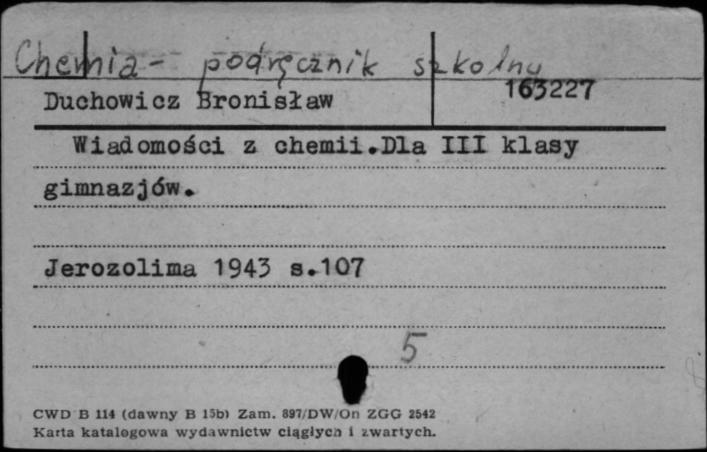 Chemia - podręcznik szkolny
Duchowicz Bronisław 163227
Wiadomości z chemii.Dla III klasy
gimnazjów.
Jerozolima 1943 s.107
5
CWD B 114 (dawny B 15b) Zam. 897/DW/On ZGG 2542
Karta katalogowa wydawnictw ciągłych i zwartych.